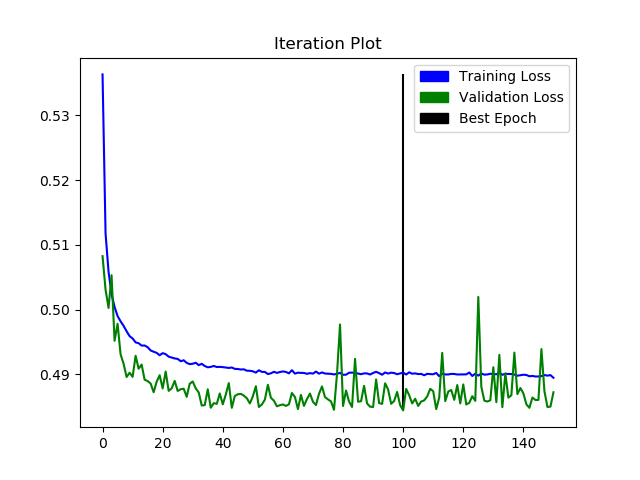 Iteration Plot
Training Loss
Validation Loss
Best Epoch
0.53
0.52
0.51
0.50
0.49
0 20 40 60 80 100 120 140